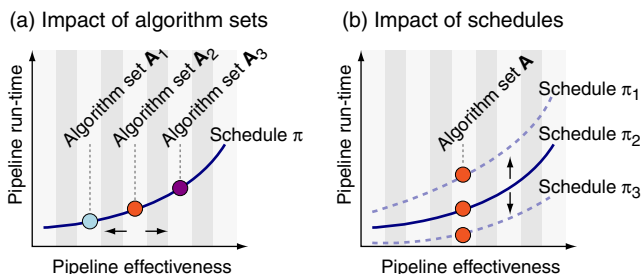 (a) Impact of algorithm sets
Pipeline run-time
Algorithm set A1
Algorithm set A2
Algorithm set A3
Schedule π
Pipeline effectiveness
(b) Impact of schedules
Pipeline run-time
Algorithm set A
Schedule π1
Schedule π2
Schedule π3
Pipeline effectiveness